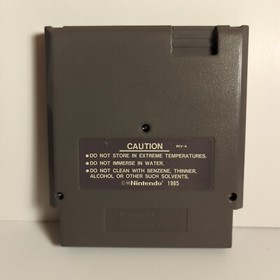 CAUTION REV-A
●DO NOT STORE IN EXTREME TEMPERATURES.
●DO NOT IMMERSE IN WATER.
●DO NOT CLEAN WITH BENZENE, THINNER,
ALCOHOL OR OTHER SUCH SOLVENTS.
©Nintendo® 1985